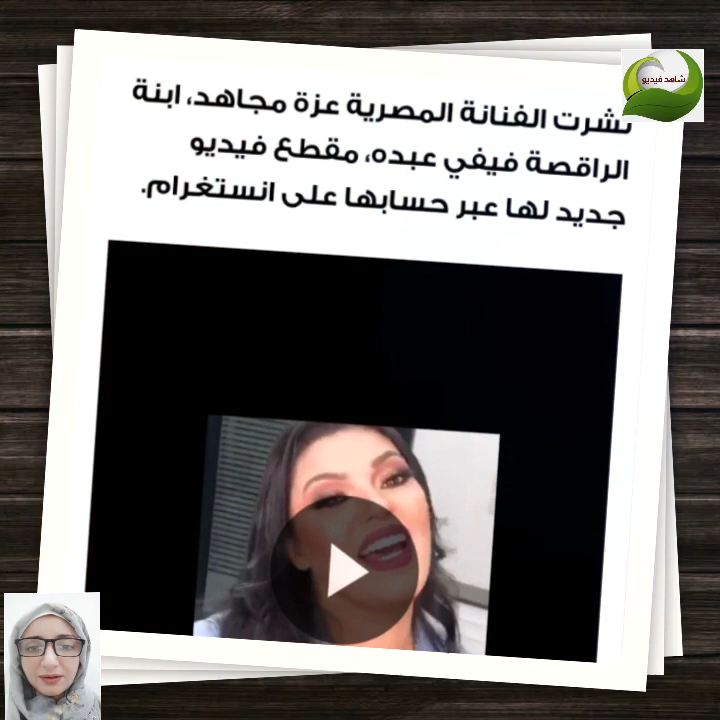 شاهد فيديو
نشرت الفنانة المصرية عزة مجاهد، ابنة
الراقصة فيفي عبده، مقطع فيديو
جديد لها عبر حسابها على انستغرام.